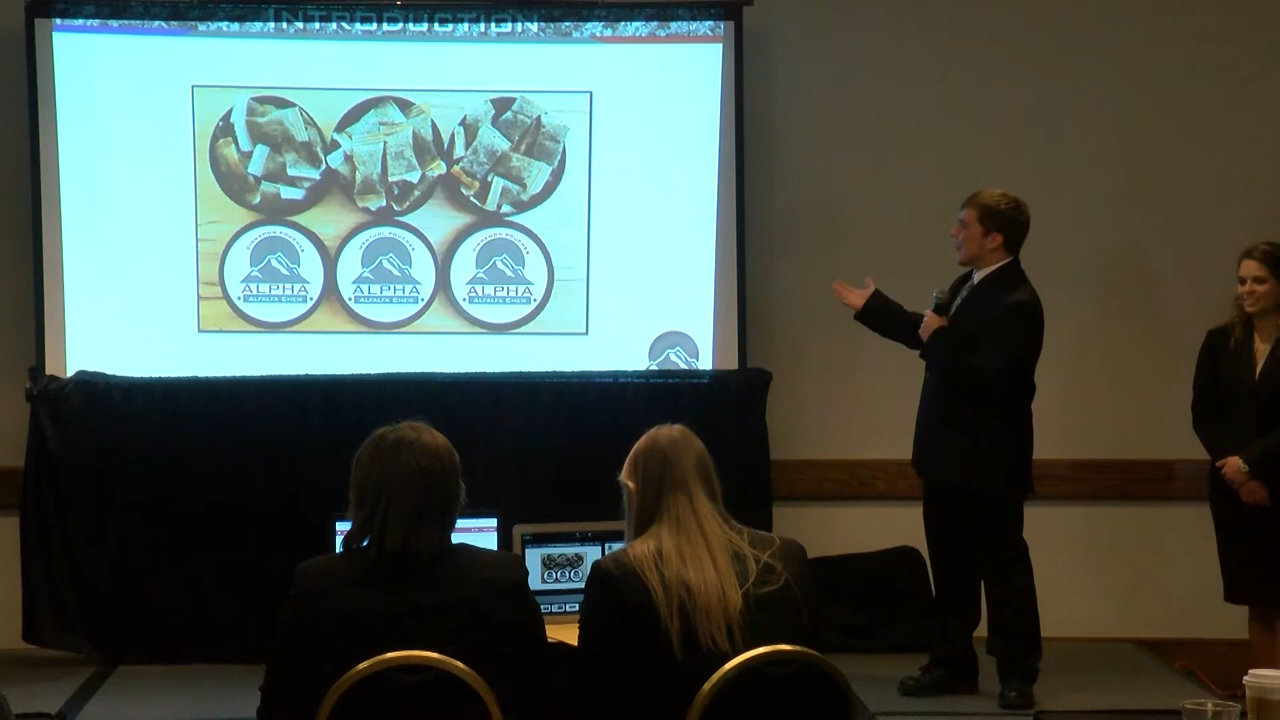 INTRODUCTION
CINNAMON POUCHES
ALPHA
ALFALFA CHEW
MENTHOL POUCHES
ALPHA
ALFALFA CHEW
CINNAMON POUCHES
ALPHA
ALFALFA CHEW